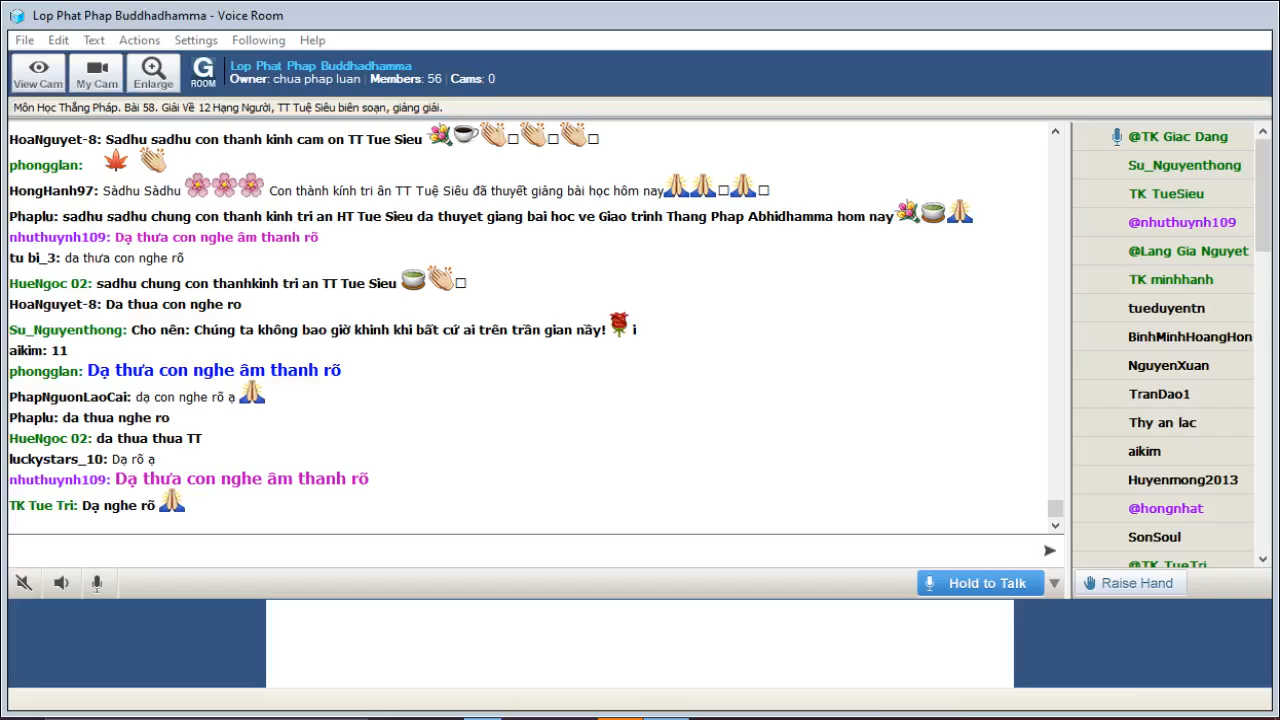 Lop Phat Phap Buddhadhamma - Voice Room
File Edit Text Actions Settings Following Help
View Cam My Cam Enlarge G ROOM
Lop Phat Phap Buddhadhamma
Owner: chua phap luan | Members: 56 | Cams: 0
Môn Học Thắng Pháp. Bài 58. Giải Về 12 Hạng Người, TT Tuệ Siêu biên soạn, giảng giải.
HoaNguyet-8: Sadhu sadhu con thanh kinh cam on TT Tue Sieu
phongglan:
HongHanh97: Sàdhu Sàdhu Con thành kính tri ân TT Tuệ Siêu đã thuyết giảng bài học hôm nay
Phaplu: sadhu sadhu chung con thanh kinh tri an HT Tue Sieu da thuyet giang bai hoc ve Giao trinh Thang Phap Abhidhamma hom nay
nhuthuynh109: Dạ thưa con nghe âm thanh rõ
tu bi_3: da thưa con nghe rõ
HueNgoc 02: sadhu chung con thanhkinh tri an TT Tue Sieu
HoaNguyet-8: Da thua con nghe ro
Su_Nguyenthong: Cho nên: Chúng ta không bao giờ khinh khi bất cứ ai trên trần gian nầy! i
aikim: 11
phongglan: Dạ thưa con nghe âm thanh rõ
PhapNguonLaoCai: dạ con nghe rõ ạ
Phaplu: da thua nghe ro
HueNgoc 02: da thua thua TT
luckystars_10: Dạ rõ ạ
nhuthuynh109: Dạ thưa con nghe âm thanh rõ
TK Tue Tri: Dạ nghe rõ
@TK Giac Dang
Su_Nguyenthong
TK TueSieu
@nhuthuynh109
@Lang Gia Nguyet
TK minhhanh
tueduyentn
BinhMinhHoangHon
NguyenXuan
TranDao1
Thy an lac
aikim
Huyenmong2013
@hongnhat
SonSoul
@TK TueTri
Hold to Talk
Raise Hand